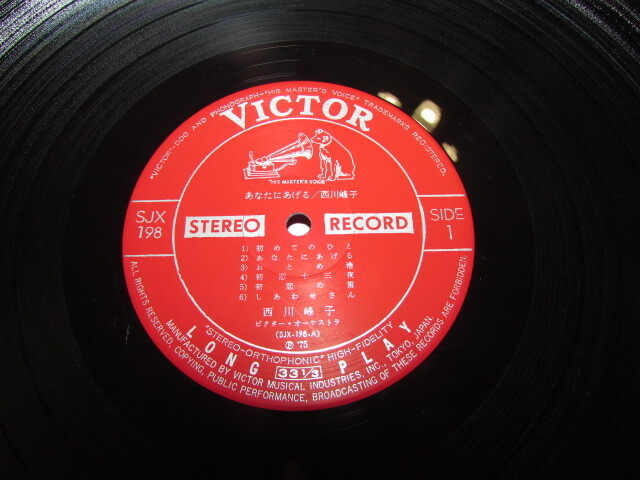 "VICTOR"-DOG AND PHONOGRAPH-"HIS MASTER'S VOICE" TRADEMARKS REGISTERED.
VICTOR
"HIS MASTER'S VOICE"
あなたにあげる/西川峰子
SJX
198
STEREO RECORD
SIDE
1
1) 初めてのひと
2) あなたにあげる
3) おとめ港
4) 初恋十三夜
5) 初恋の笛
6) しあわせさん
西川峰子
ビクター・オーケストラ
(SJX-198-A)
Ⓟ'75
"STEREO-ORTHOPHONIC" HIGH-FIDELITY
LONG 33 1/3 PLAY
MANUFACTURED BY VICTOR MUSICAL INDUSTRIES, INC., TOKYO, JAPAN.
ALL RIGHTS RESERVED, COPYING, PUBLIC PERFORMANCE, BROADCASTING OF THESE RECORDS ARE FORBIDDEN.